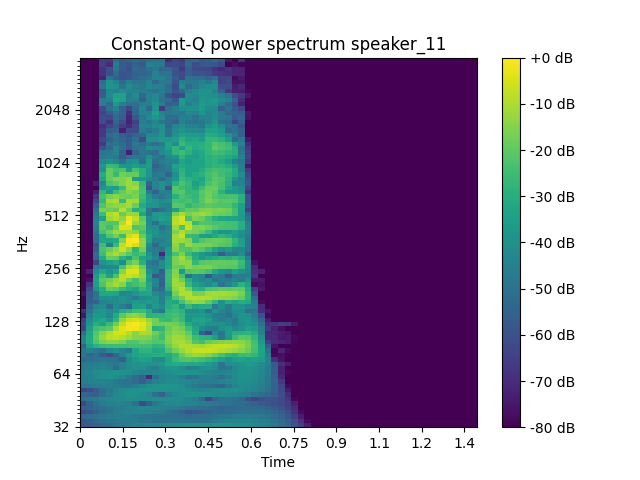 Constant-Q power spectrum speaker_11
Hz
2048
1024
512
256
128
64
32
0
0.15
0.3
0.45
0.6
0.75
0.9
1.1
1.2
1.4
Time
+0 dB
-10 dB
-20 dB
-30 dB
-40 dB
-50 dB
-60 dB
-70 dB
-80 dB